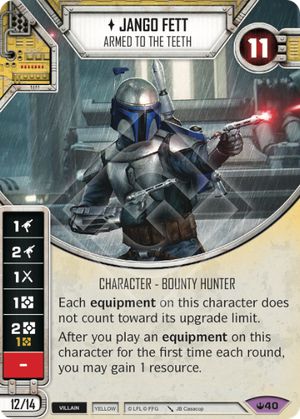 JANGO FETT
ARMED TO THE TEETH
11
1
2
1
1
2
1
-
CHARACTER - BOUNTY HUNTER
Each equipment on this character does
not count toward its upgrade limit.
After you play an equipment on this
character for the first time each round,
you may gain 1 resource.
12/14
VILLAIN
YELLOW
© LFL © FFG
JB Casacop
40